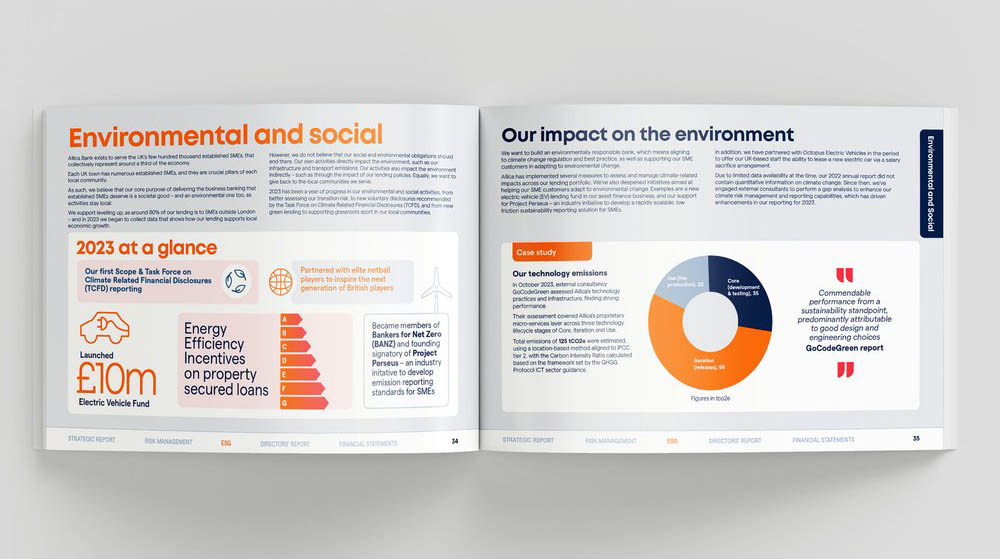 Environmental and social
Allica Bank exists to serve the UK's few hundred thousand established SMEs, that
collectively represent around a third of the economy.
Each UK town has numerous established SMEs, and they are crucial pillars of each
local community.
As such, we believe that our core purpose of delivering the business banking that
established SMEs deserve is a societal good – and an environmental one too, as
activities stay local.
We support levelling up, as around 80% of our lending is to SMEs outside London
– and in 2023 we began to collect data that shows how our lending supports local
economic growth.
However, we do not believe that our social and environmental obligations should
end there. Our own activities directly impact the environment, such as our
infrastructure and transport emissions. Our activities also impact the environment
indirectly – such as through the impact of our lending policies. Equally, we want to
give back to the local communities we serve.
2023 has been a year of progress in our environmental and social activities, from
better assessing our transition risk, to new voluntary disclosures recommended
by the Task Force on Climate Related Financial Disclosures (TCFD), and from new
green lending to supporting grassroots sport in our local communities.
2023 at a glance
Our first Scope & Task Force on
Climate Related Financial Disclosures
(TCFD) reporting
Partnered with elite netball
players to inspire the next
generation of British players
Launched
£10m
Electric Vehicle Fund
Energy
Efficiency
Incentives
on property
secured loans
A
B
C
D
E
F
G
Became members of
Bankers for Net Zero
(BANZ) and founding
signatory of Project
Perseus – an industry
initiative to develop
emission reporting
standards for SMEs
STRATEGIC REPORT
RISK MANAGEMENT
ESG
DIRECTORS' REPORT
FINANCIAL STATEMENTS
34
Our impact on the environment
We want to build an environmentally responsible bank, which means aligning
to climate change regulation and best practice, as well as supporting our SME
customers in adapting to environmental change.
Allica has implemented several measures to assess and manage climate-related
impacts across our lending portfolio. We've also deepened initiatives aimed at
helping our SME customers adapt to environmental change. Examples are a new
electric vehicle (EV) lending fund in our asset finance business, and our support
for Project Perseus – an industry initiative to develop a rapidly scalable, low
friction sustainability reporting solution for SMEs.
In addition, we have partnered with Octopus Electric Vehicles in the period
to offer our UK-based staff the ability to lease a new electric car via a salary
sacrifice arrangement.
Due to limited data availability at the time, our 2022 annual report did not
contain quantitative information on climate change. Since then, we've
engaged external consultants to perform a gap analysis to enhance our
climate risk management and reporting capabilities, which has driven
enhancements in our reporting for 2023.
Environmental and Social
Case study
Our technology emissions
In October 2023, external consultancy
GoCodeGreen assessed Allica's technology
practices and infrastructure, finding strong
performance.
Their assessment covered Allica's proprietary
micro-services layer across three technology
lifecycle stages of Core, Iteration and Use.
Total emissions of 125 tCO2e were estimated,
using a location-based method aligned to IPCC
tier 2, with the Carbon Intensity Ratio calculated
based on the framework set by the GHGG
Protocol ICT sector guidance.
Use (live
production), 22
Core
(development
& testing), 35
Iteration
(releases), 68
Figures in tco2e
Commendable
performance from a
sustainability standpoint,
predominantly attributable
to good design and
engineering choices
GoCodeGreen report
STRATEGIC REPORT
RISK MANAGEMENT
ESG
DIRECTORS' REPORT
FINANCIAL STATEMENTS
35